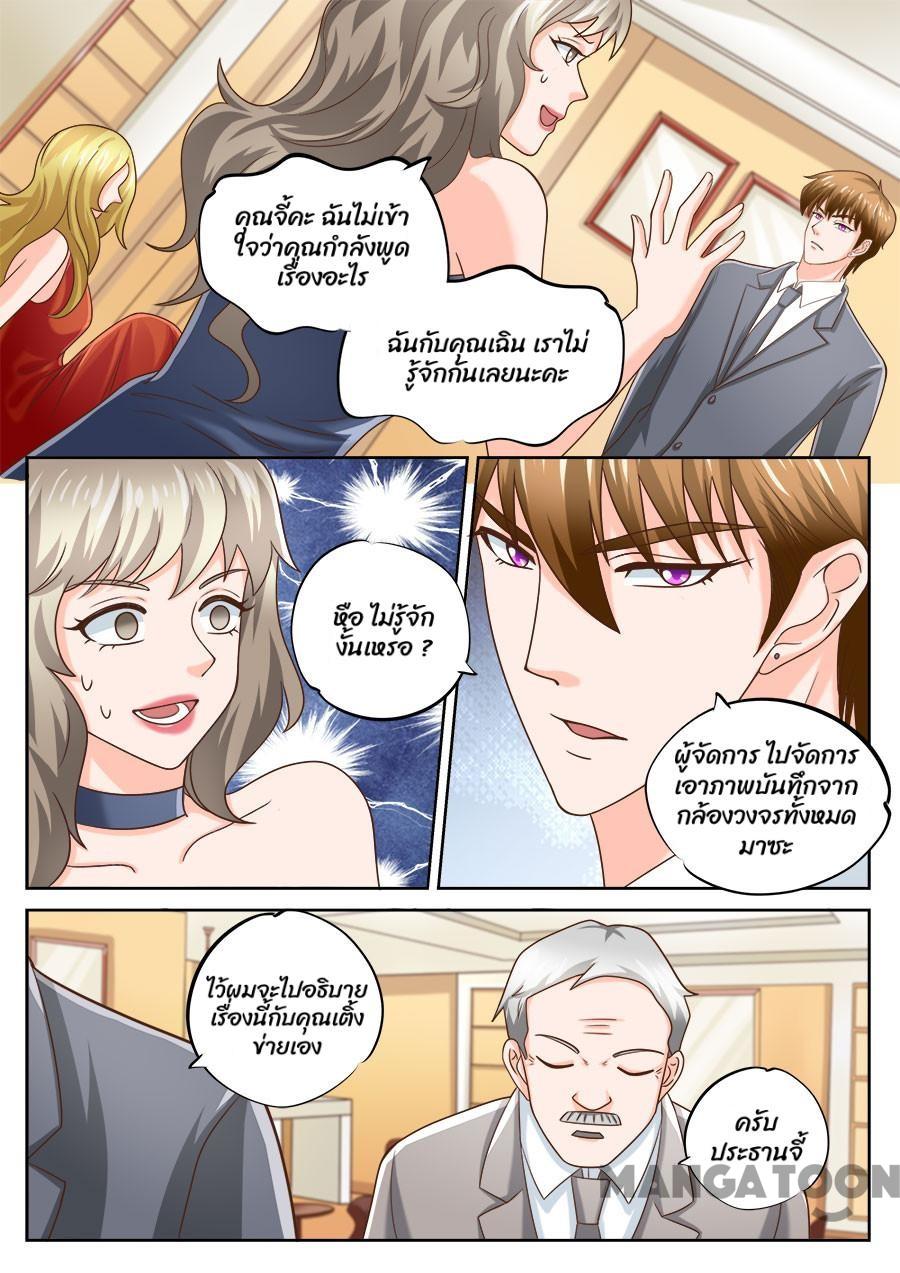 คุณจี้คะ ฉันไม่เข้า
ใจว่าคุณกำลังพูด
เรื่องอะไร
ฉันกับคุณเฉิน เราไม่
รู้จักกันเลยนะคะ
หือ ไม่รู้จัก
งั้นเหรอ ?
ผู้จัดการ ไปจัดการ
เอาภาพบันทึกจาก
กล้องวงจรทั้งหมด
มาซะ
ไว้ผมจะไปอธิบาย
เรื่องนี้กับคุณเติ้ง
ข่ายเอง
ครับ
ประธานจี้
MANGATOON